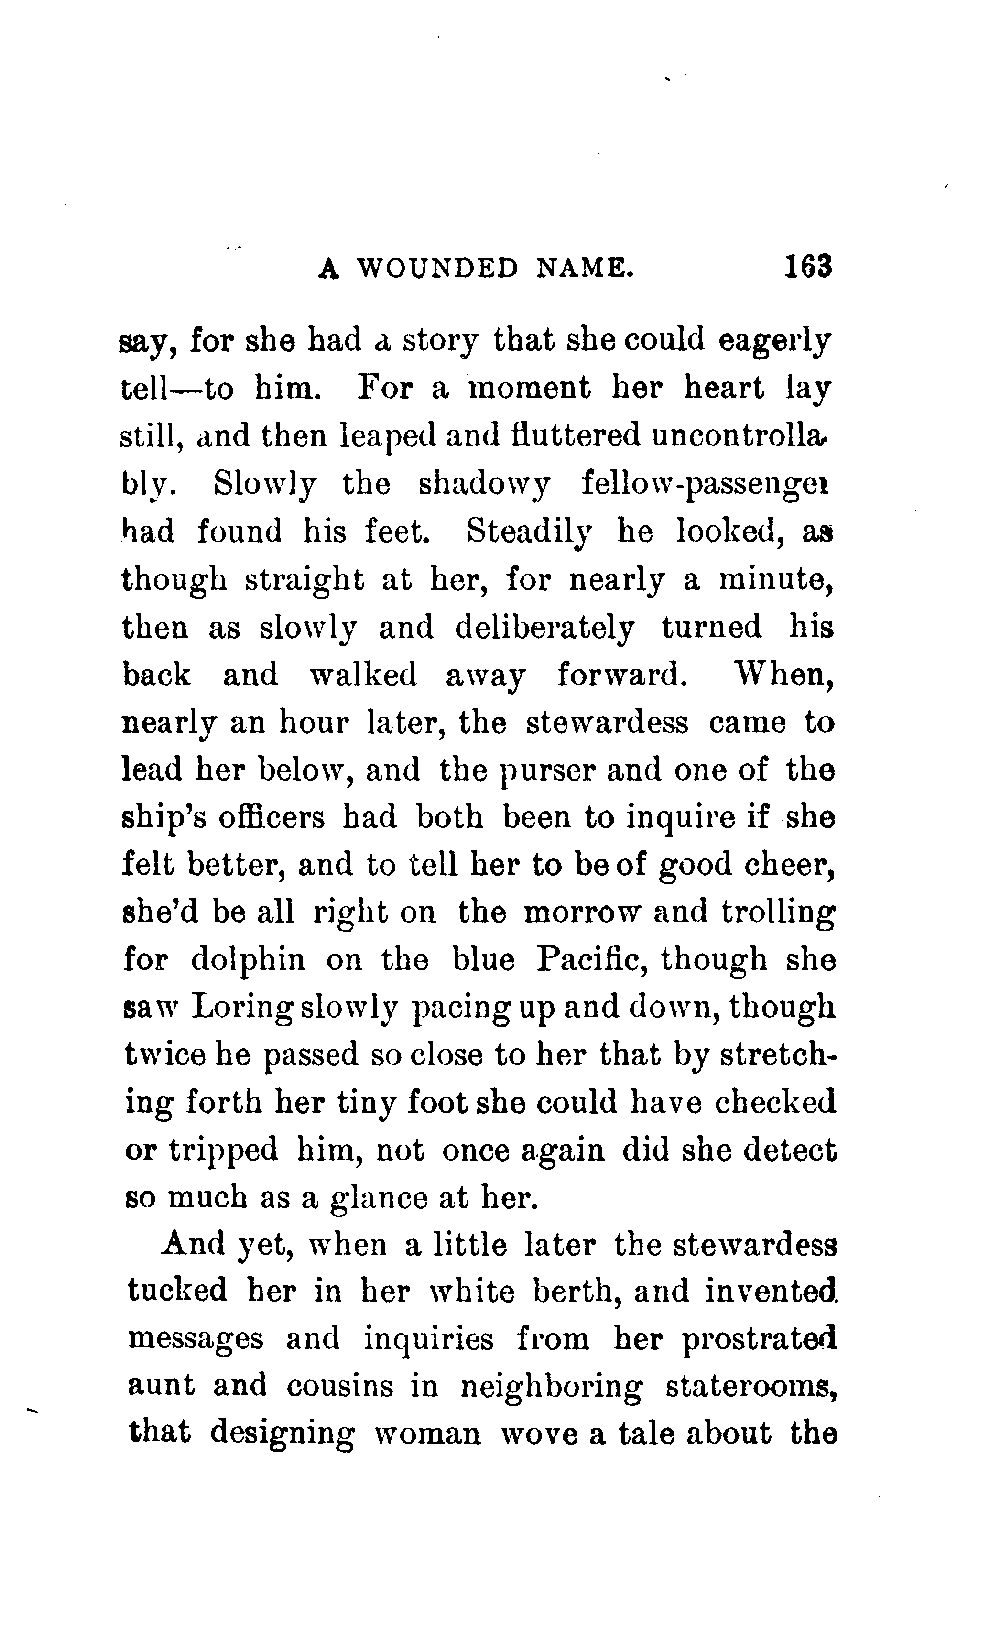 A WOUNDED NAME. 163
say, for she had a story that she could eagerly
tell—to him. For a moment her heart lay
still, and then leaped and fluttered uncontrolla-
bly. Slowly the shadowy fellow-passenger
had found his feet. Steadily he looked, as
though straight at her, for nearly a minute,
then as slowly and deliberately turned his
back and walked away forward. When,
nearly an hour later, the stewardess came to
lead her below, and the purser and one of the
ship's officers had both been to inquire if she
felt better, and to tell her to be of good cheer,
she'd be all right on the morrow and trolling
for dolphin on the blue Pacific, though she
saw Loring slowly pacing up and down, though
twice he passed so close to her that by stretch-
ing forth her tiny foot she could have checked
or tripped him, not once again did she detect
so much as a glance at her.
And yet, when a little later the stewardess
tucked her in her white berth, and invented
messages and inquiries from her prostrated
aunt and cousins in neighboring staterooms,
that designing woman wove a tale about the